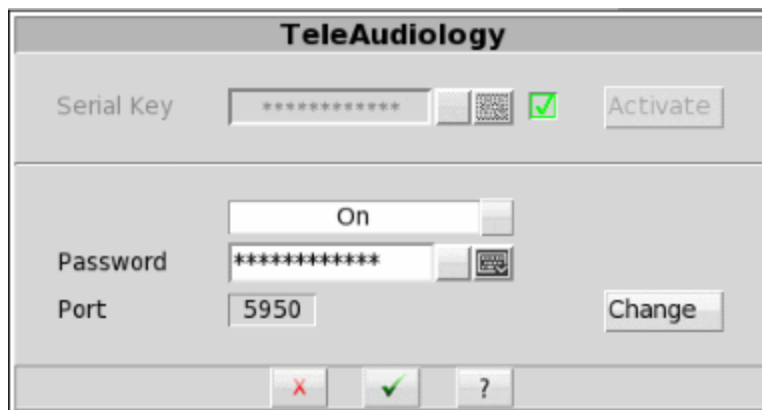 TeleAudiology
Serial Key ************ Activate
On
Password ************
Port 5950 Change
?